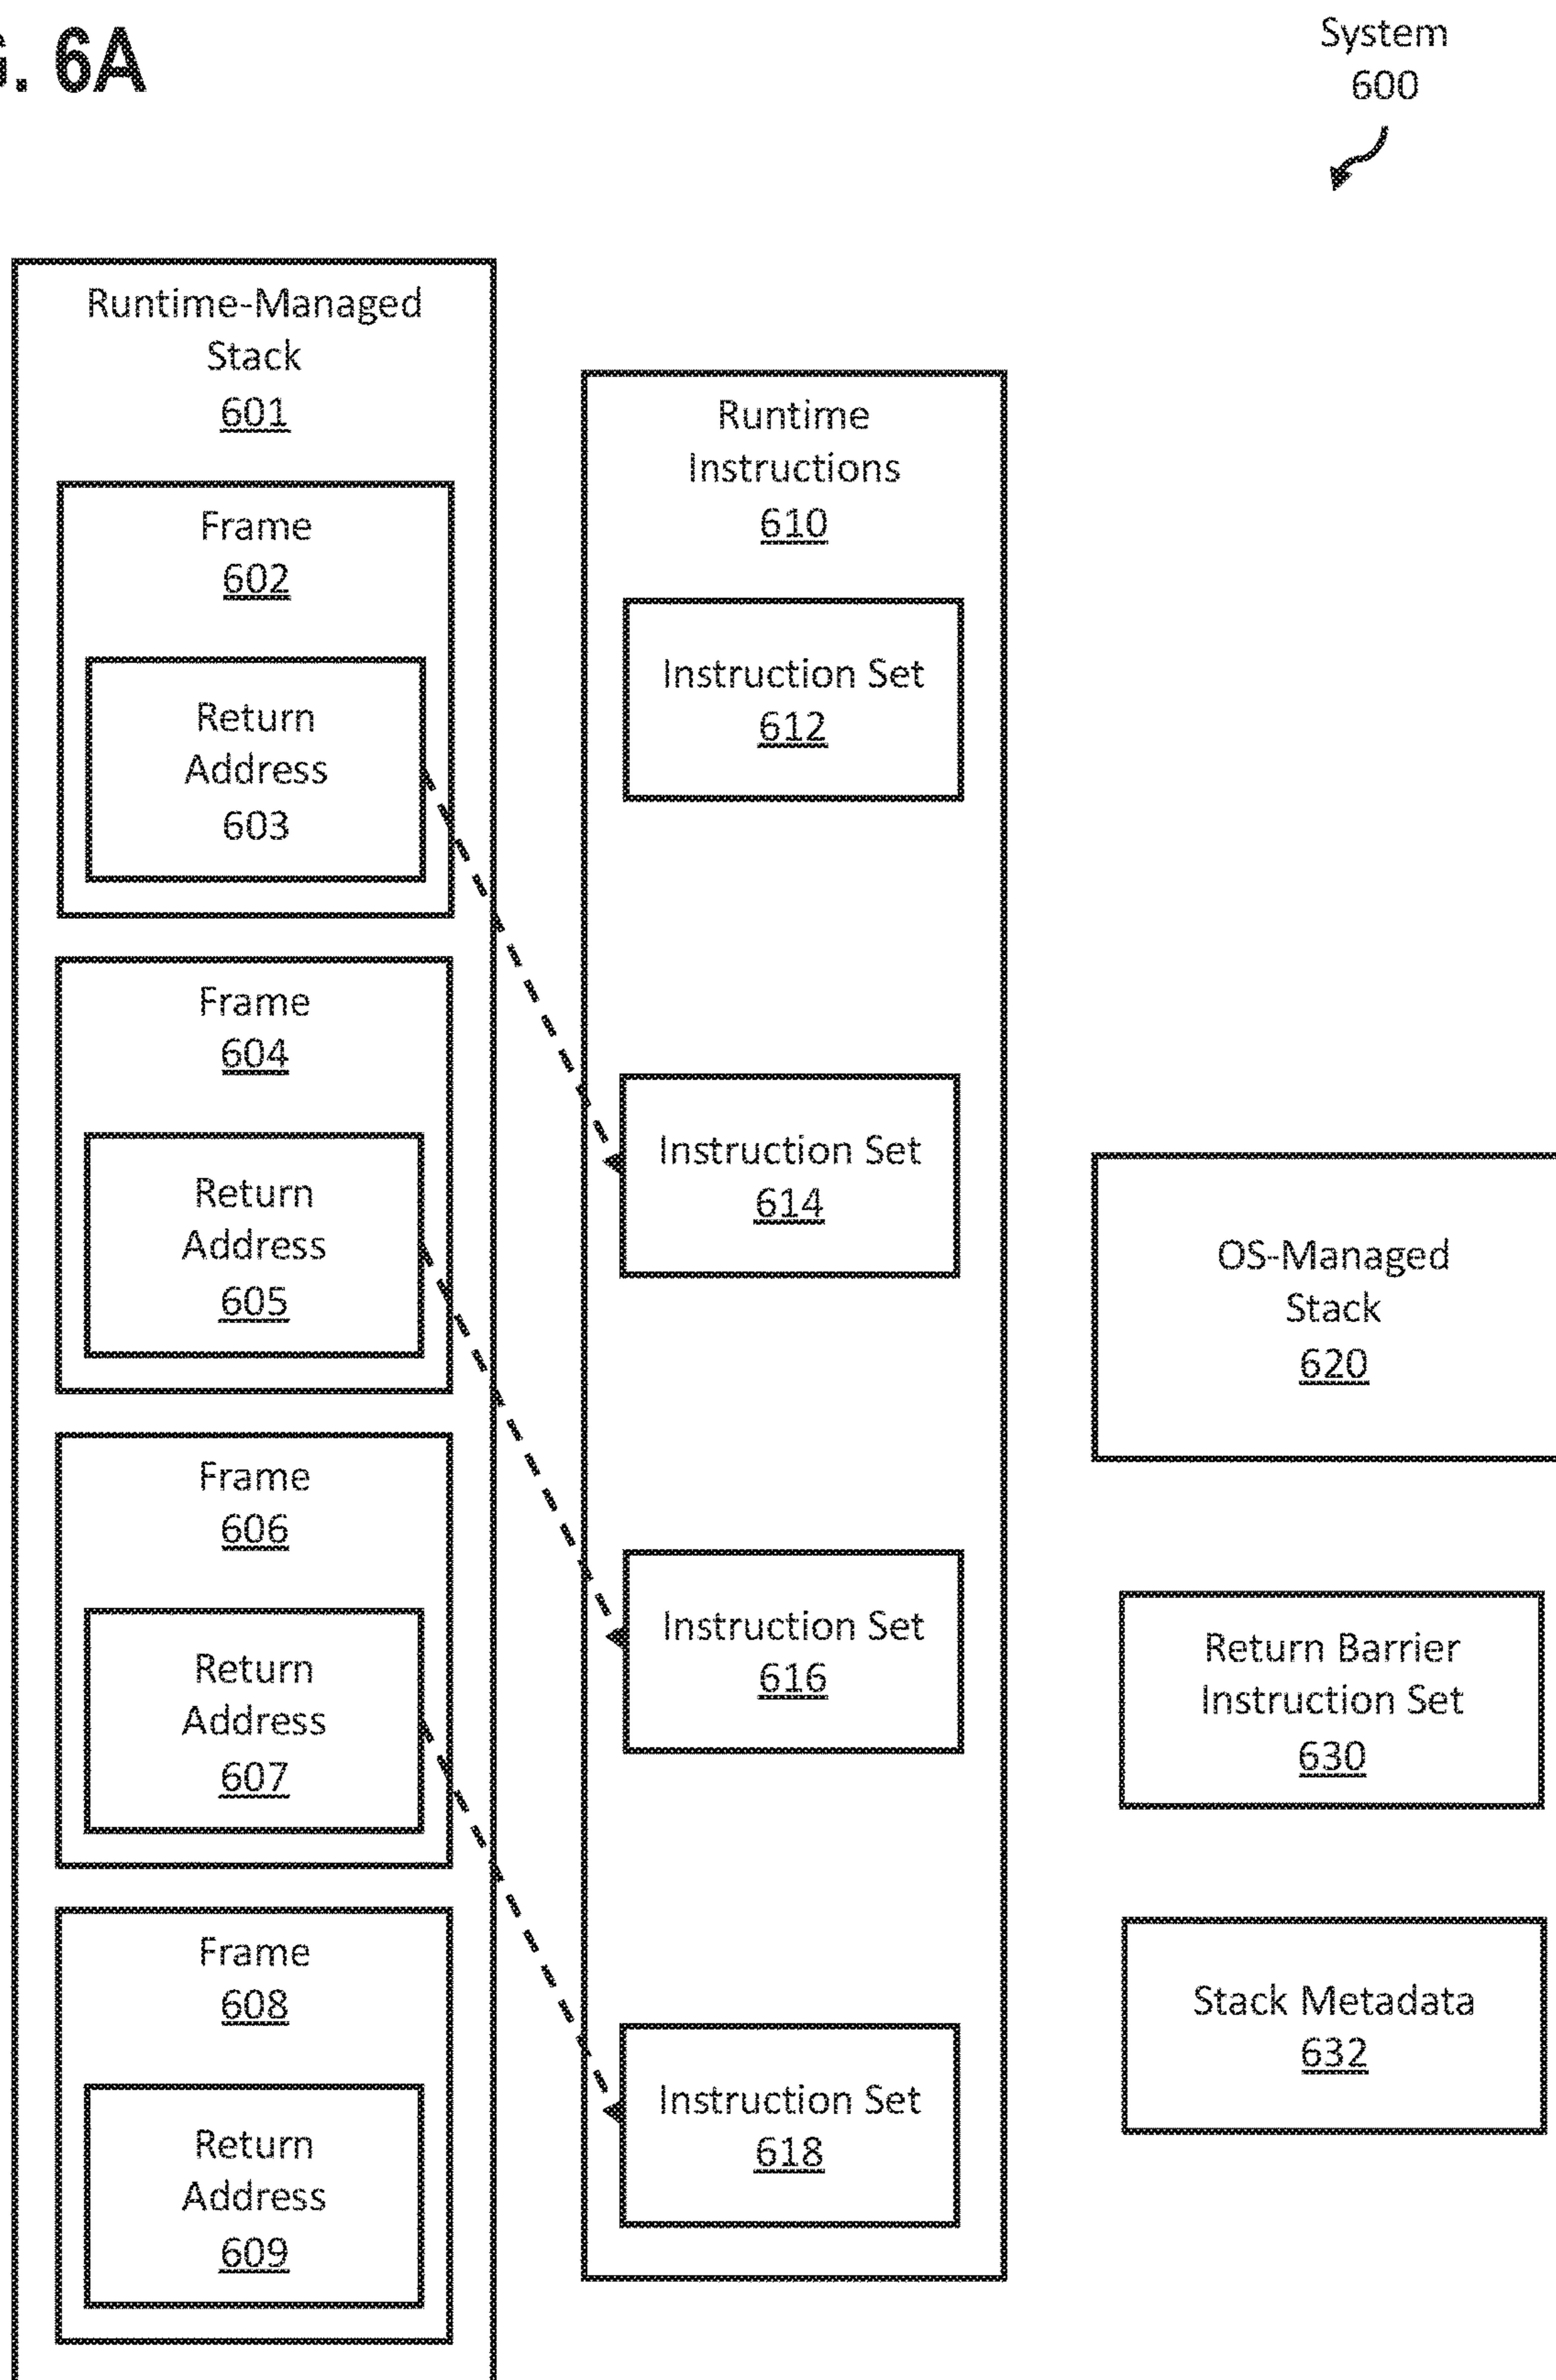 G. 6A
System
600
Runtime-Managed
Stack
601
Frame
602
Return
Address
603
Frame
604
Return
Address
605
Frame
606
Return
Address
607
Frame
608
Return
Address
609
Runtime
Instructions
610
Instruction Set
612
Instruction Set
614
Instruction Set
616
Instruction Set
618
OS-Managed
Stack
620
Return Barrier
Instruction Set
630
Stack Metadata
632